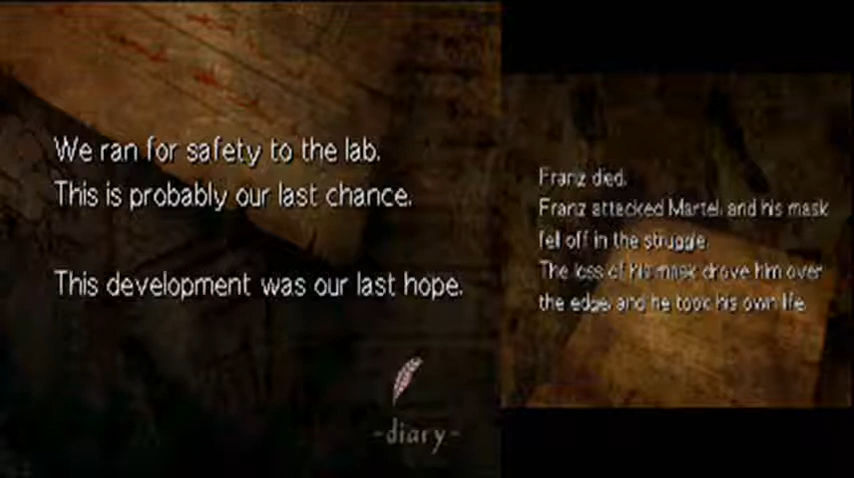 We ran for safety to the lab.
This is probably our last chance.
This development was our last hope.
-diary-
Franz died.
Franz attacked Martel, and his mask
fell off in the struggle.
The loss of his mask drove him over
the edge, and he took his own life.